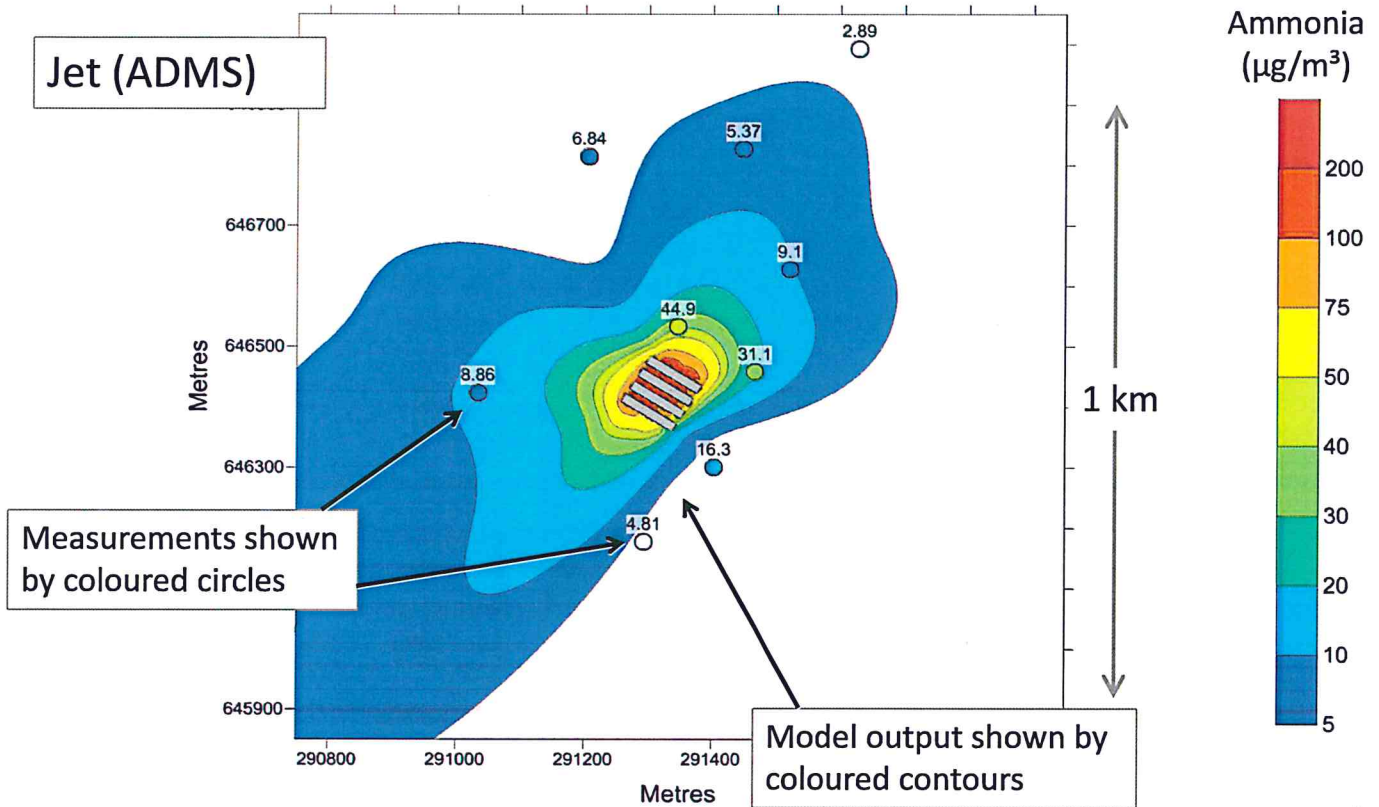 Jet (ADMS)
Ammonia
(µg/m³)
2.89
6.84
5.37
9.1
44.9
31.1
8.86
16.3
4.81
646700
646500
646300
645900
Metres
290800
291000
291200
291400
Metres
1 km
200
100
75
50
40
30
20
10
5
Measurements shown
by coloured circles
Model output shown by
coloured contours